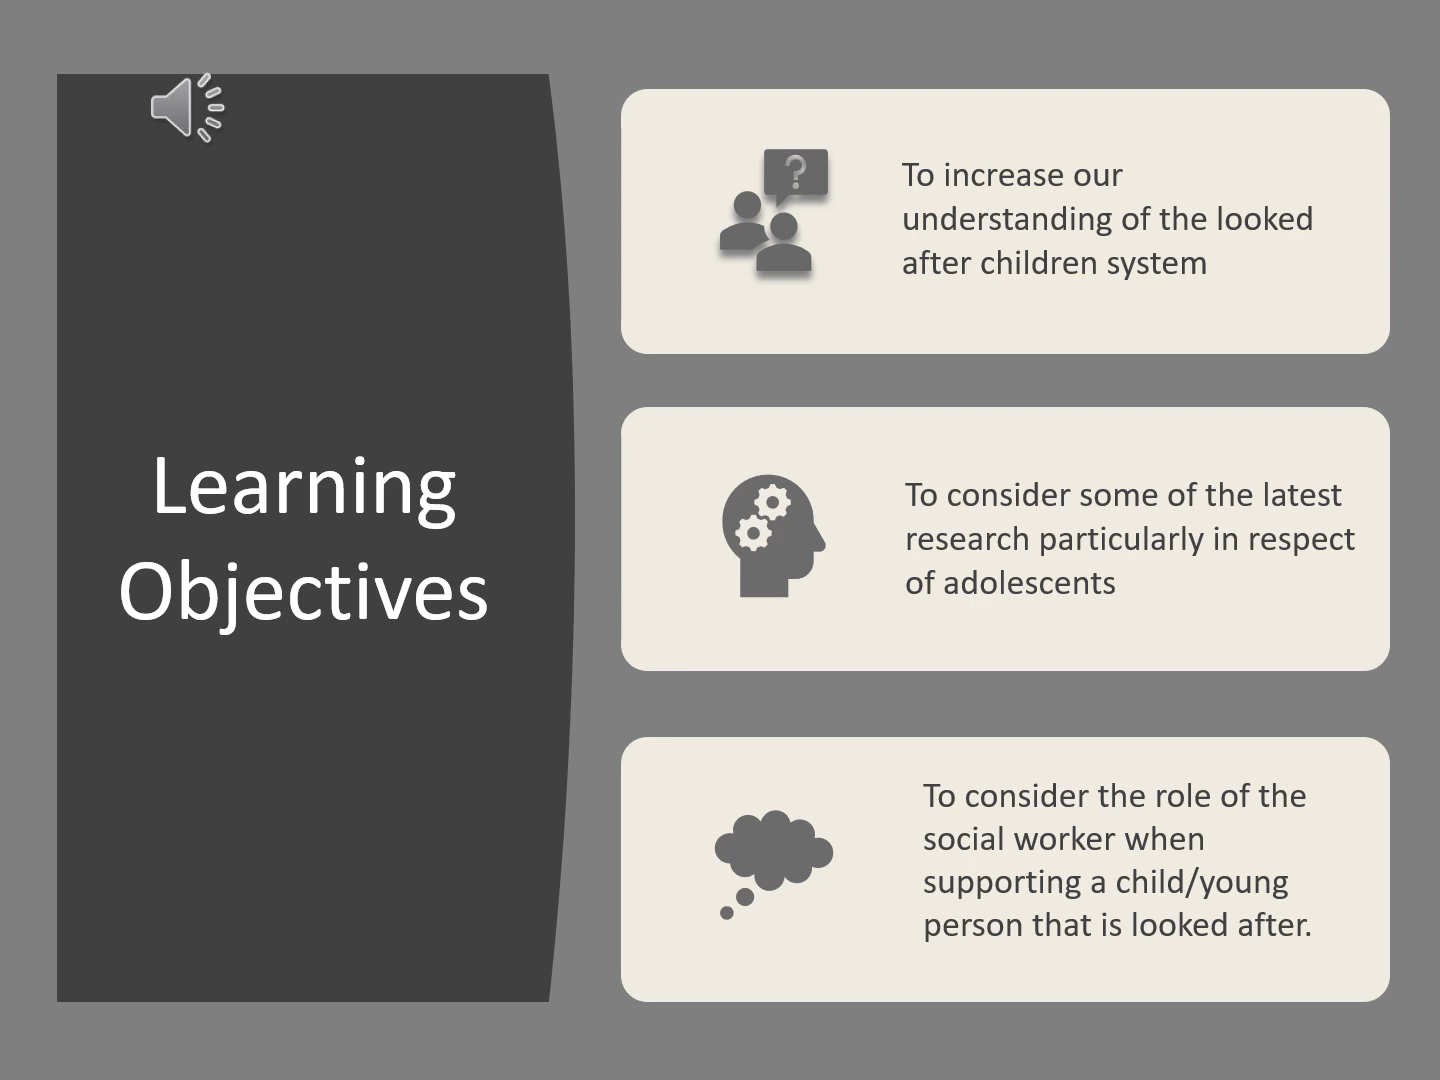 Learning
Objectives
?
To increase our
understanding of the looked
after children system
To consider some of the latest
research particularly in respect
of adolescents
To consider the role of the
social worker when
supporting a child/young
person that is looked after.